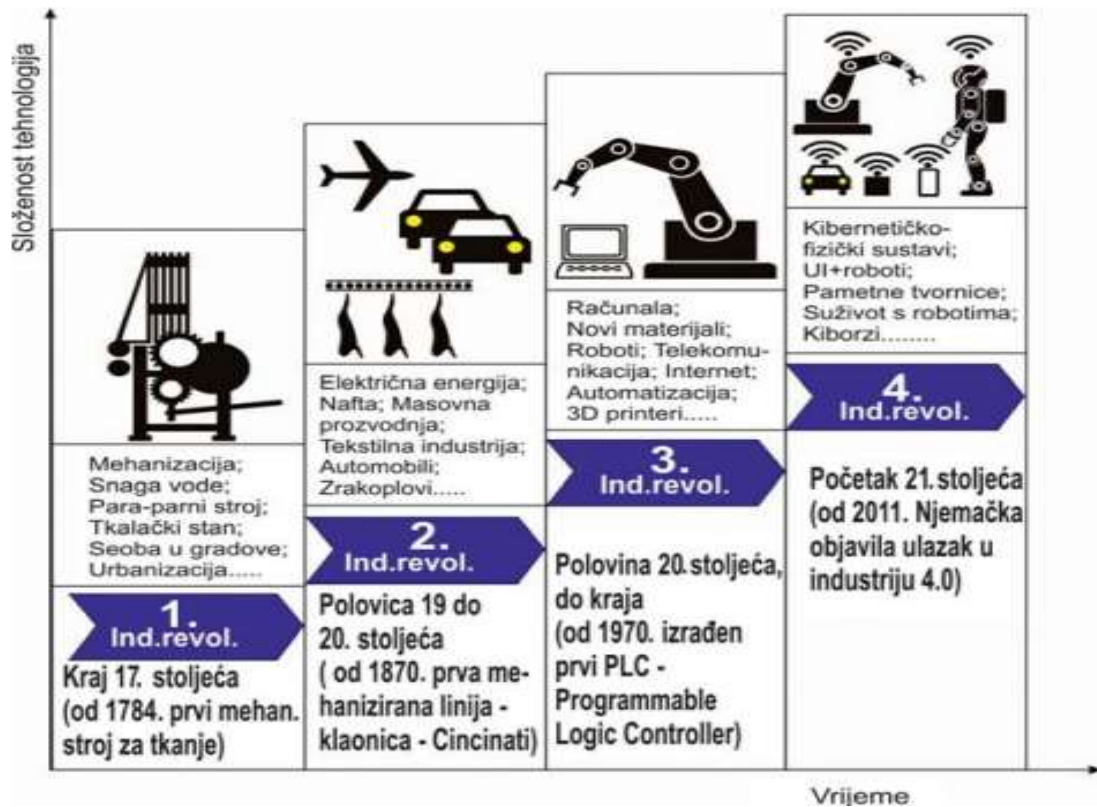 Složenost tehnologija
Mehanizacija;
Snaga vode;
Para-parni stroj;
Tkalački stan;
Seoba u gradove;
Urbanizacija.....
1.
Ind.revol.
Kraj 17. stoljeća
(od 1784. prvi mehan.
stroj za tkanje)
Električna energija;
Nafta; Masovna
prozvodnja;
Tekstilna industrija;
Automobili;
Zrakoplovi.....
2.
Ind.revol.
Polovica 19 do
20. stoljeća
( od 1870. prva me-
hanizirana linija -
klaonica - Cincinati)
Računala;
Novi materijali;
Roboti; Telekomu-
nikacija; Internet;
Automatizacija;
3D printeri.....
3.
Ind.revol.
Polovina 20. stoljeća,
do kraja
(od 1970. izrađen
prvi PLC -
Programmable
Logic Controller)
Kibernetičko-
fizički sustavi;
UI+roboti;
Pametne tvornice;
Suživot s robotima;
Kiborzi........
4.
Ind.revol.
Početak 21. stoljeća
(od 2011. Njemačka
objavila ulazak u
industriju 4.0)
Vrijeme